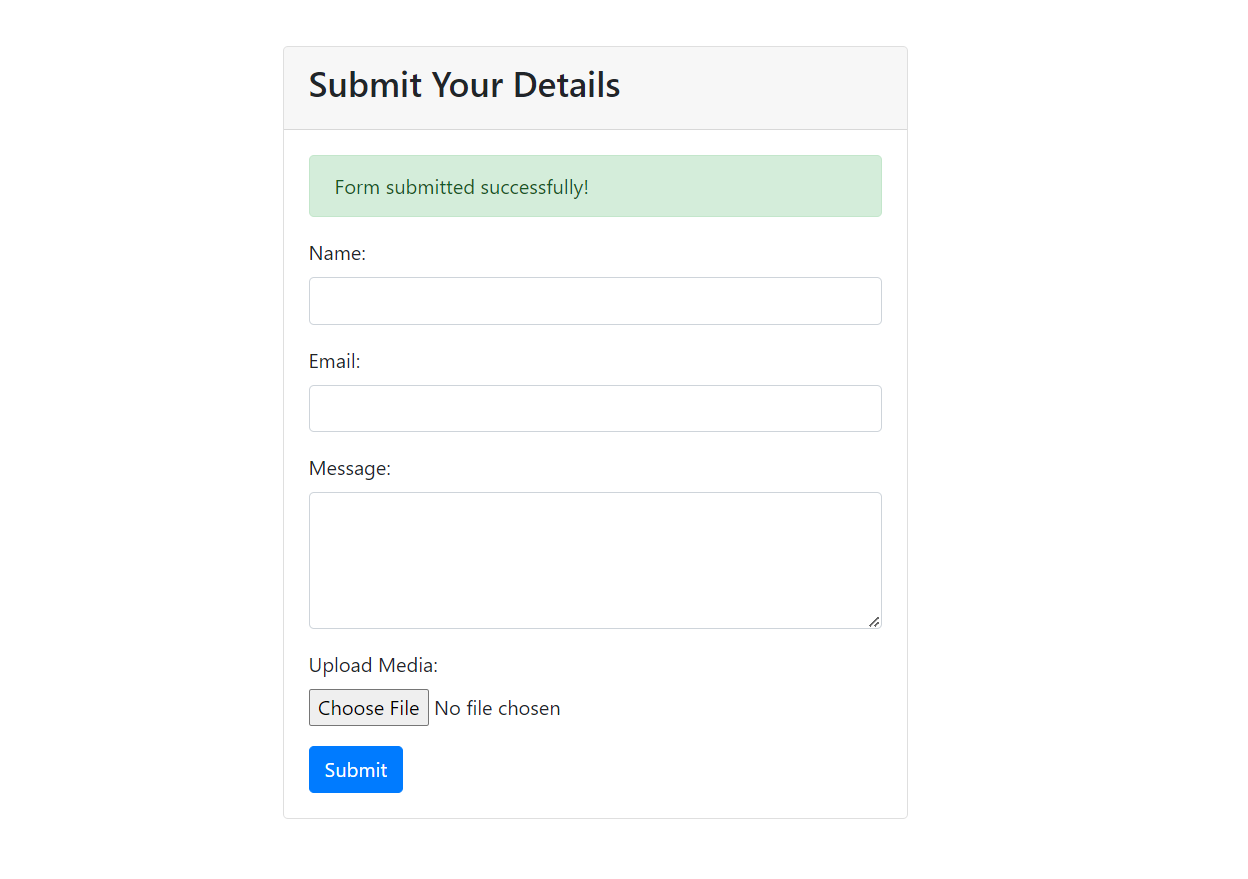 Submit Your Details
Form submitted successfully!
Name:
Email:
Message:
Upload Media:
Choose File No file chosen
Submit